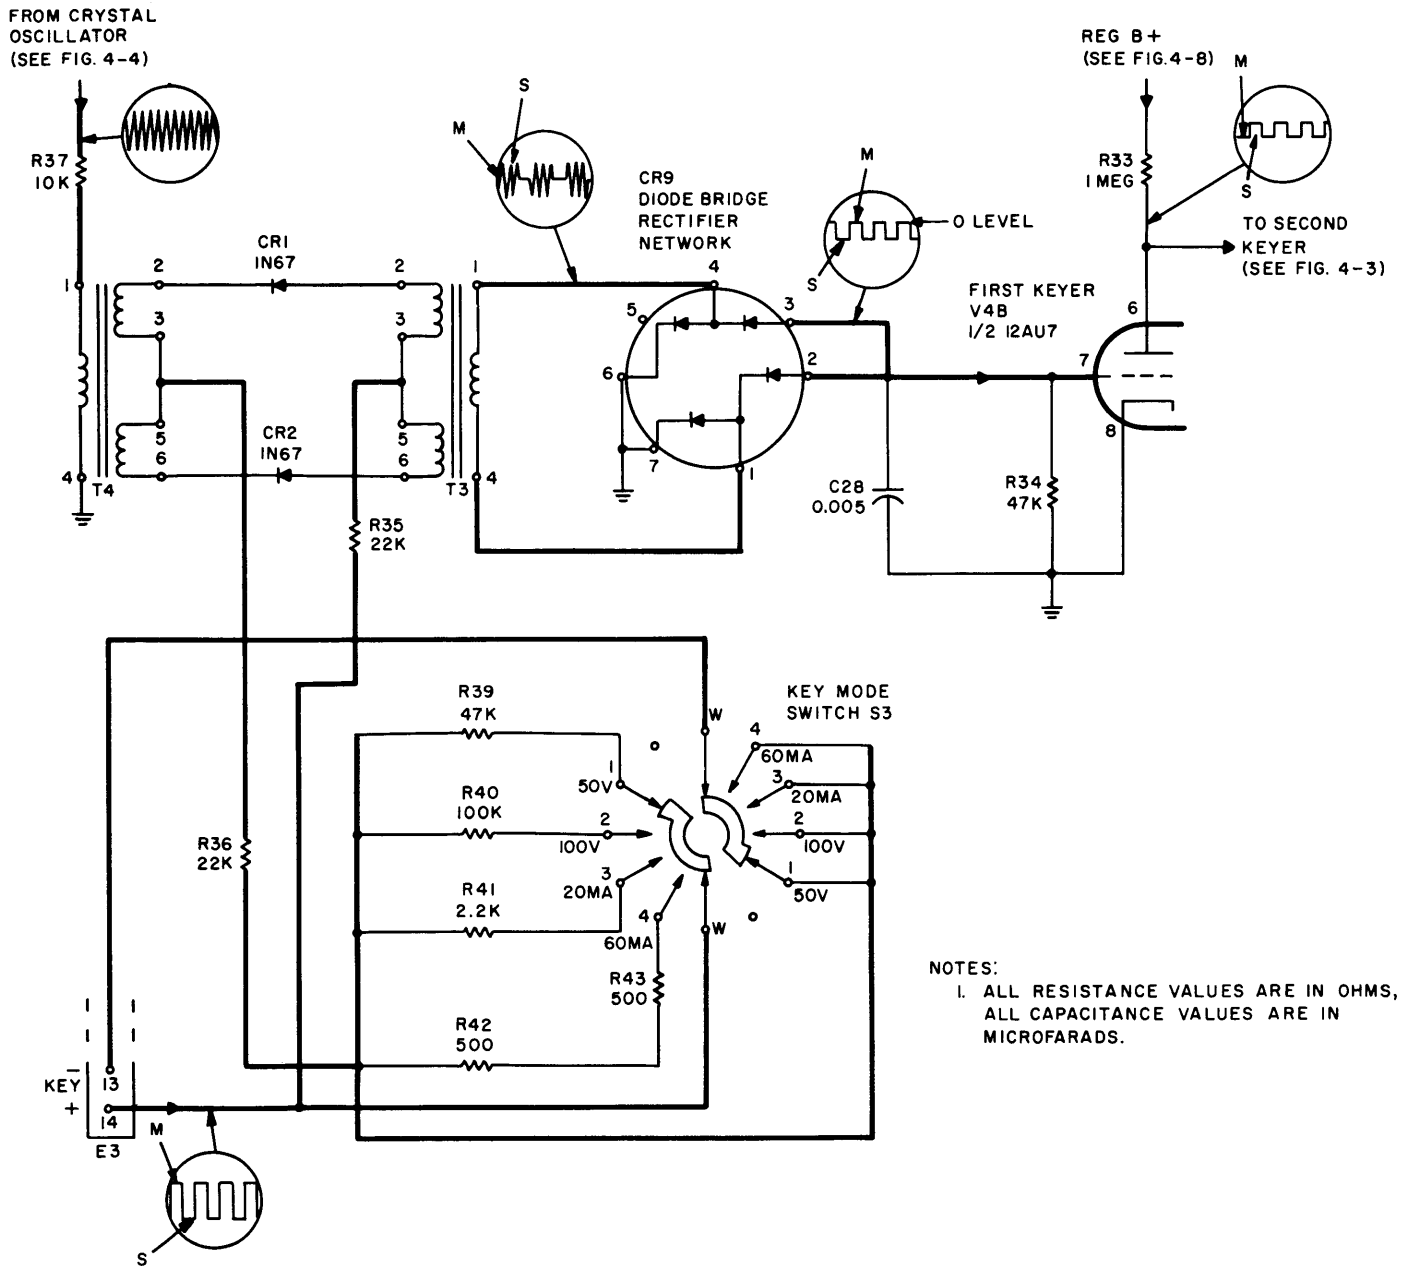 FROM CRYSTAL
OSCILLATOR
(SEE FIG. 4-4)
R37
10K
S
M
CR9
DIODE BRIDGE
RECTIFIER
NETWORK
M
O LEVEL
S
REG B+
(SEE FIG.4-8)
M
R33
1 MEG
S
TO SECOND
KEYER
(SEE FIG. 4-3)
FIRST KEYER
V4B
1/2 12AU7
6
7
8
CR1
1N67
1
2
3
5
6
4
T4
CR2
1N67
2
3
5
6
1
4
T3
4
5
3
6
2
7
1
C28
0.005
R34
47K
R35
22K
R36
22K
R39
47K
R40
100K
R41
2.2K
R42
500
R43
500
KEY MODE
SWITCH S3
W
4
60MA
3
20MA
2
100V
1
50V
1
50V
2
100V
3
20MA
4
60MA
W
KEY
−
13
+
14
E3
M
S
NOTES:
1. ALL RESISTANCE VALUES ARE IN OHMS,
ALL CAPACITANCE VALUES ARE IN
MICROFARADS.